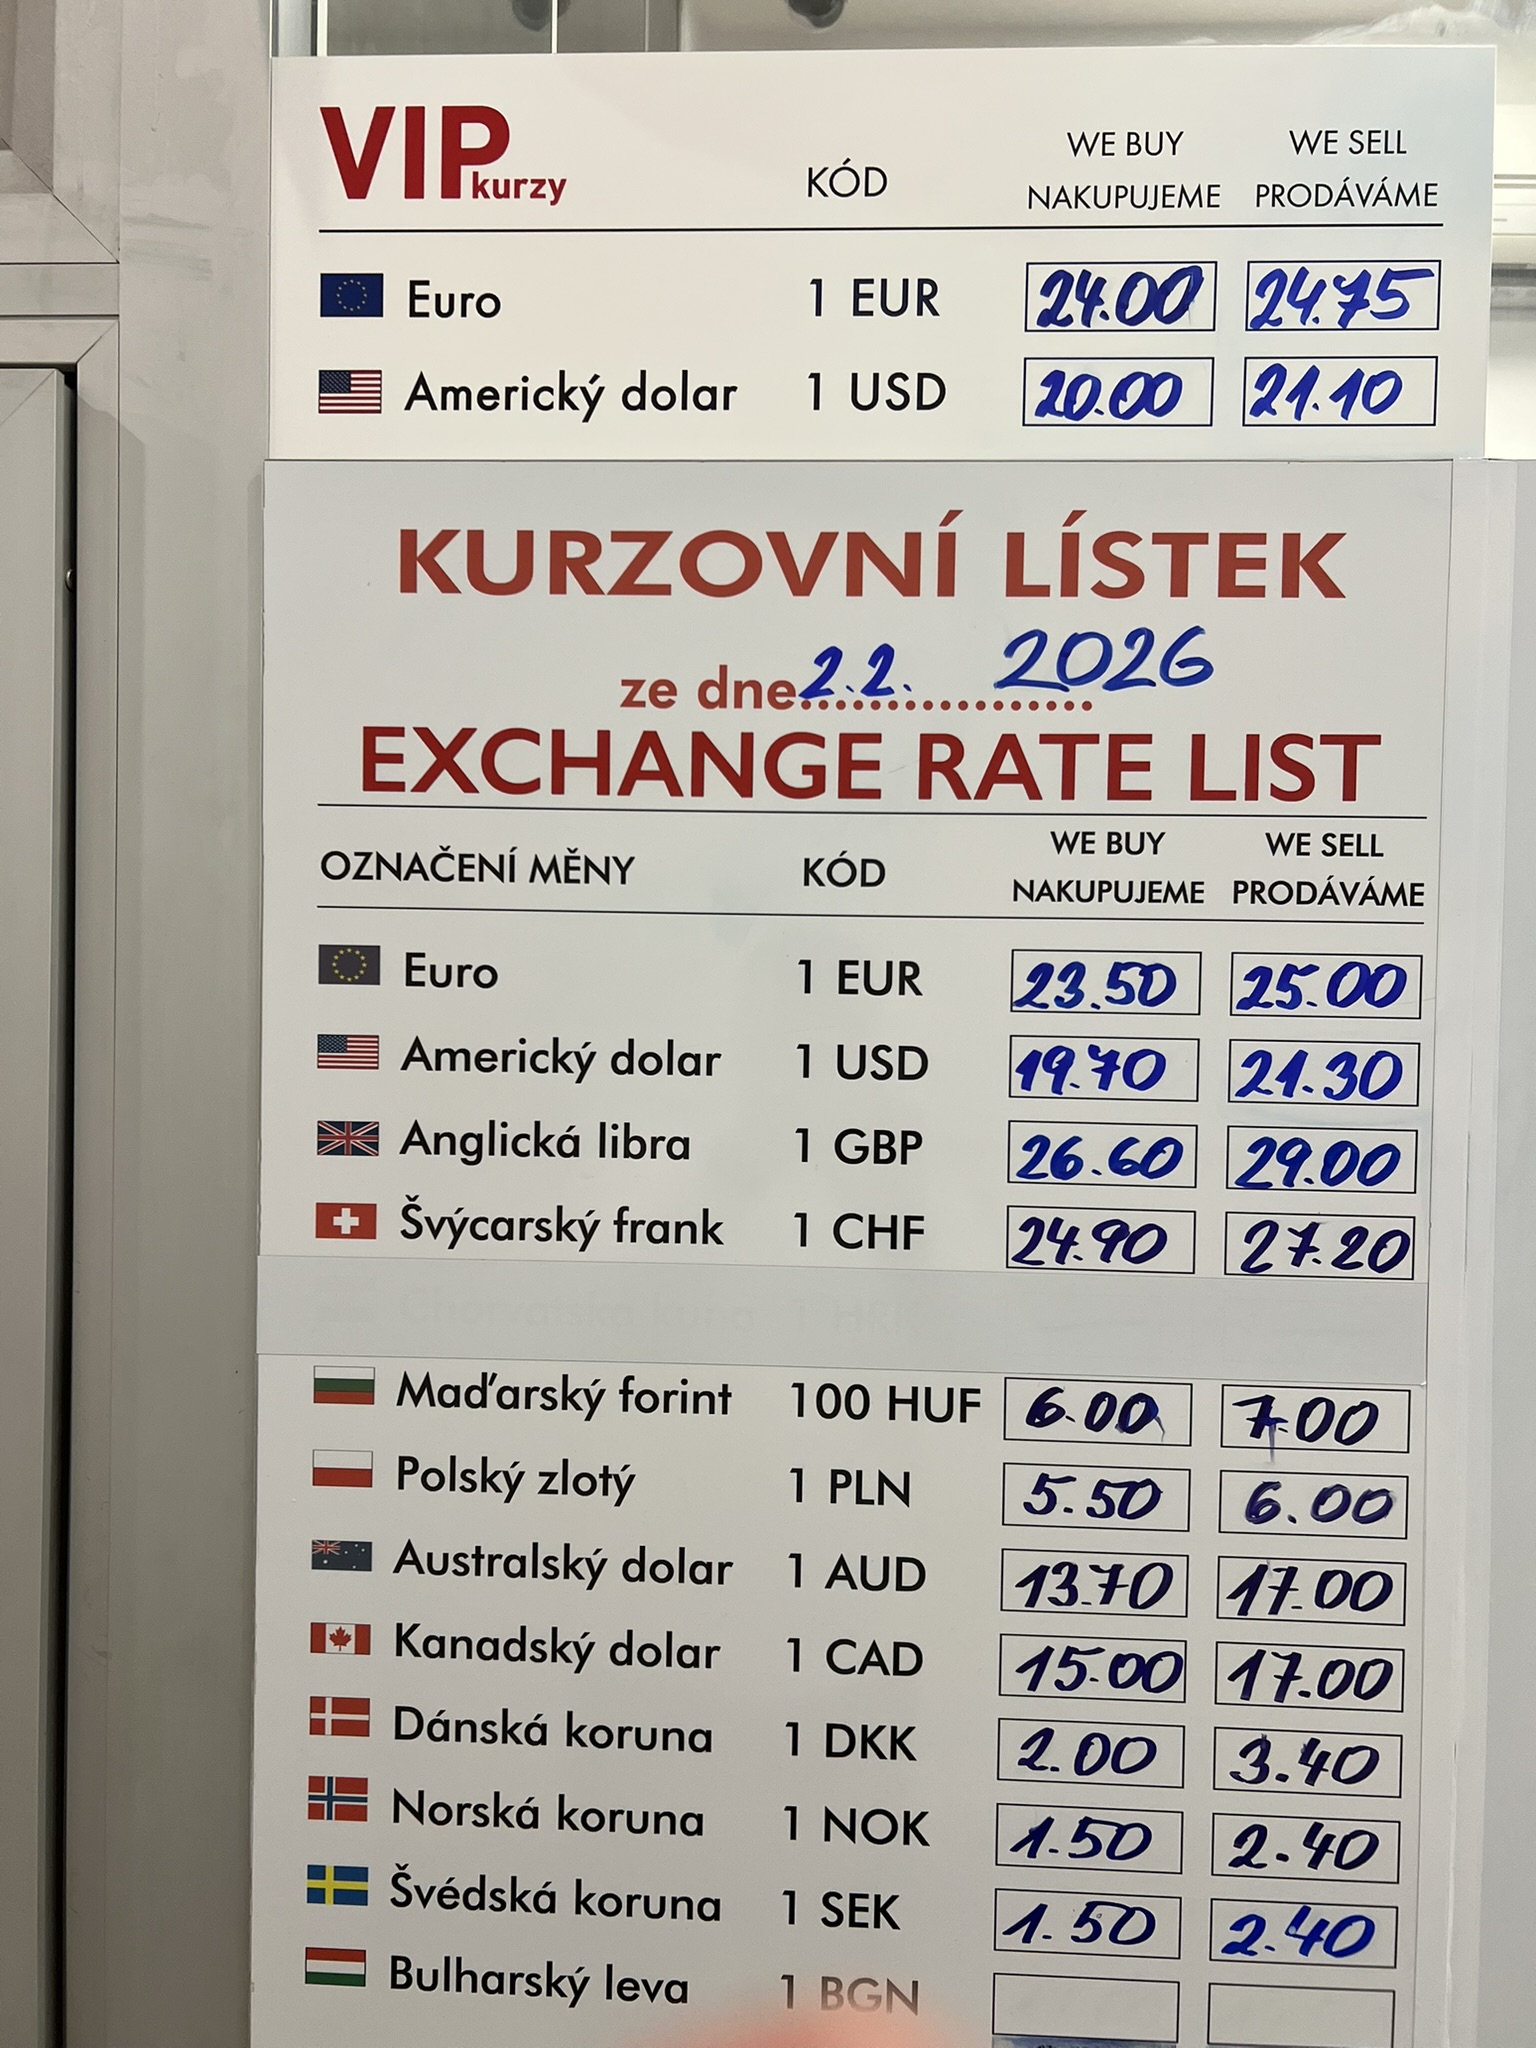 VIP kurzy
KÓD WE BUY NAKUPUJEME WE SELL PRODÁVÁME
Euro 1 EUR 24.00 24.75
Americký dolar 1 USD 20.00 21.10
KURZOVNÍ LÍSTEK
ze dne 2.2. 2026
EXCHANGE RATE LIST
OZNAČENÍ MĚNY KÓD WE BUY NAKUPUJEME WE SELL PRODÁVÁME
Euro 1 EUR 23.50 25.00
Americký dolar 1 USD 19.70 21.30
Anglická libra 1 GBP 26.60 29.00
Švýcarský frank 1 CHF 24.90 27.20
Chorvatská kuna 1 HRK
Maďarský forint 100 HUF 6.00 7.00
Polský zlotý 1 PLN 5.50 6.00
Australský dolar 1 AUD 13.70 17.00
Kanadský dolar 1 CAD 15.00 17.00
Dánská koruna 1 DKK 2.00 3.40
Norská koruna 1 NOK 1.50 2.40
Švédská koruna 1 SEK 1.50 2.40
Bulharský leva 1 BGN